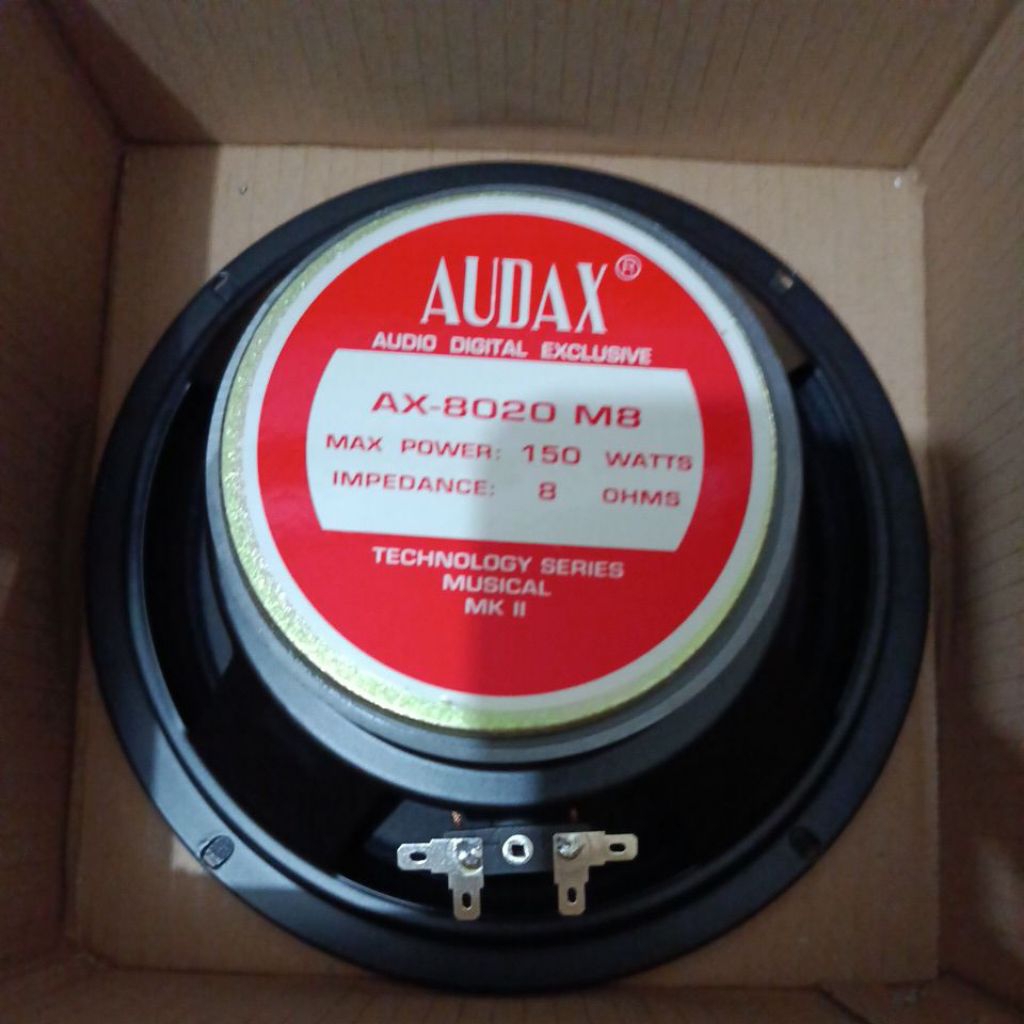 AUDAX®
AUDIO DIGITAL EXCLUSIVE
AX-8020 M8
MAX POWER: 150 WATTS
IMPEDANCE: 8 OHMS
TECHNOLOGY SERIES
MUSICAL
MK II